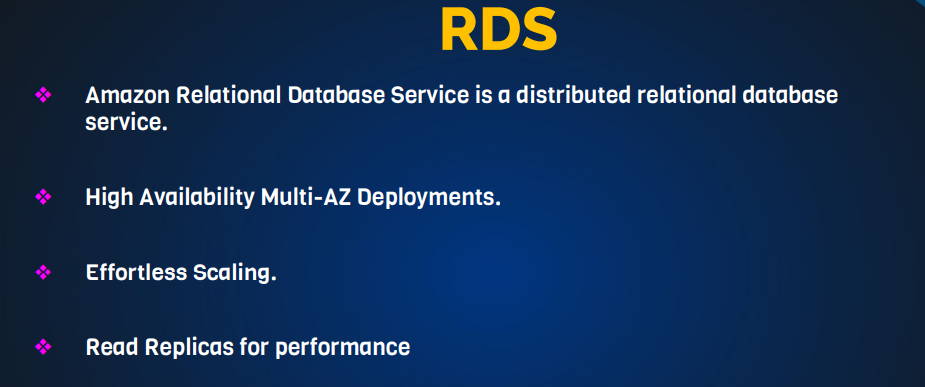 RDS
Amazon Relational Database Service is a distributed relational database
service.
High Availability Multi-AZ Deployments.
Effortless Scaling.
Read Replicas for performance